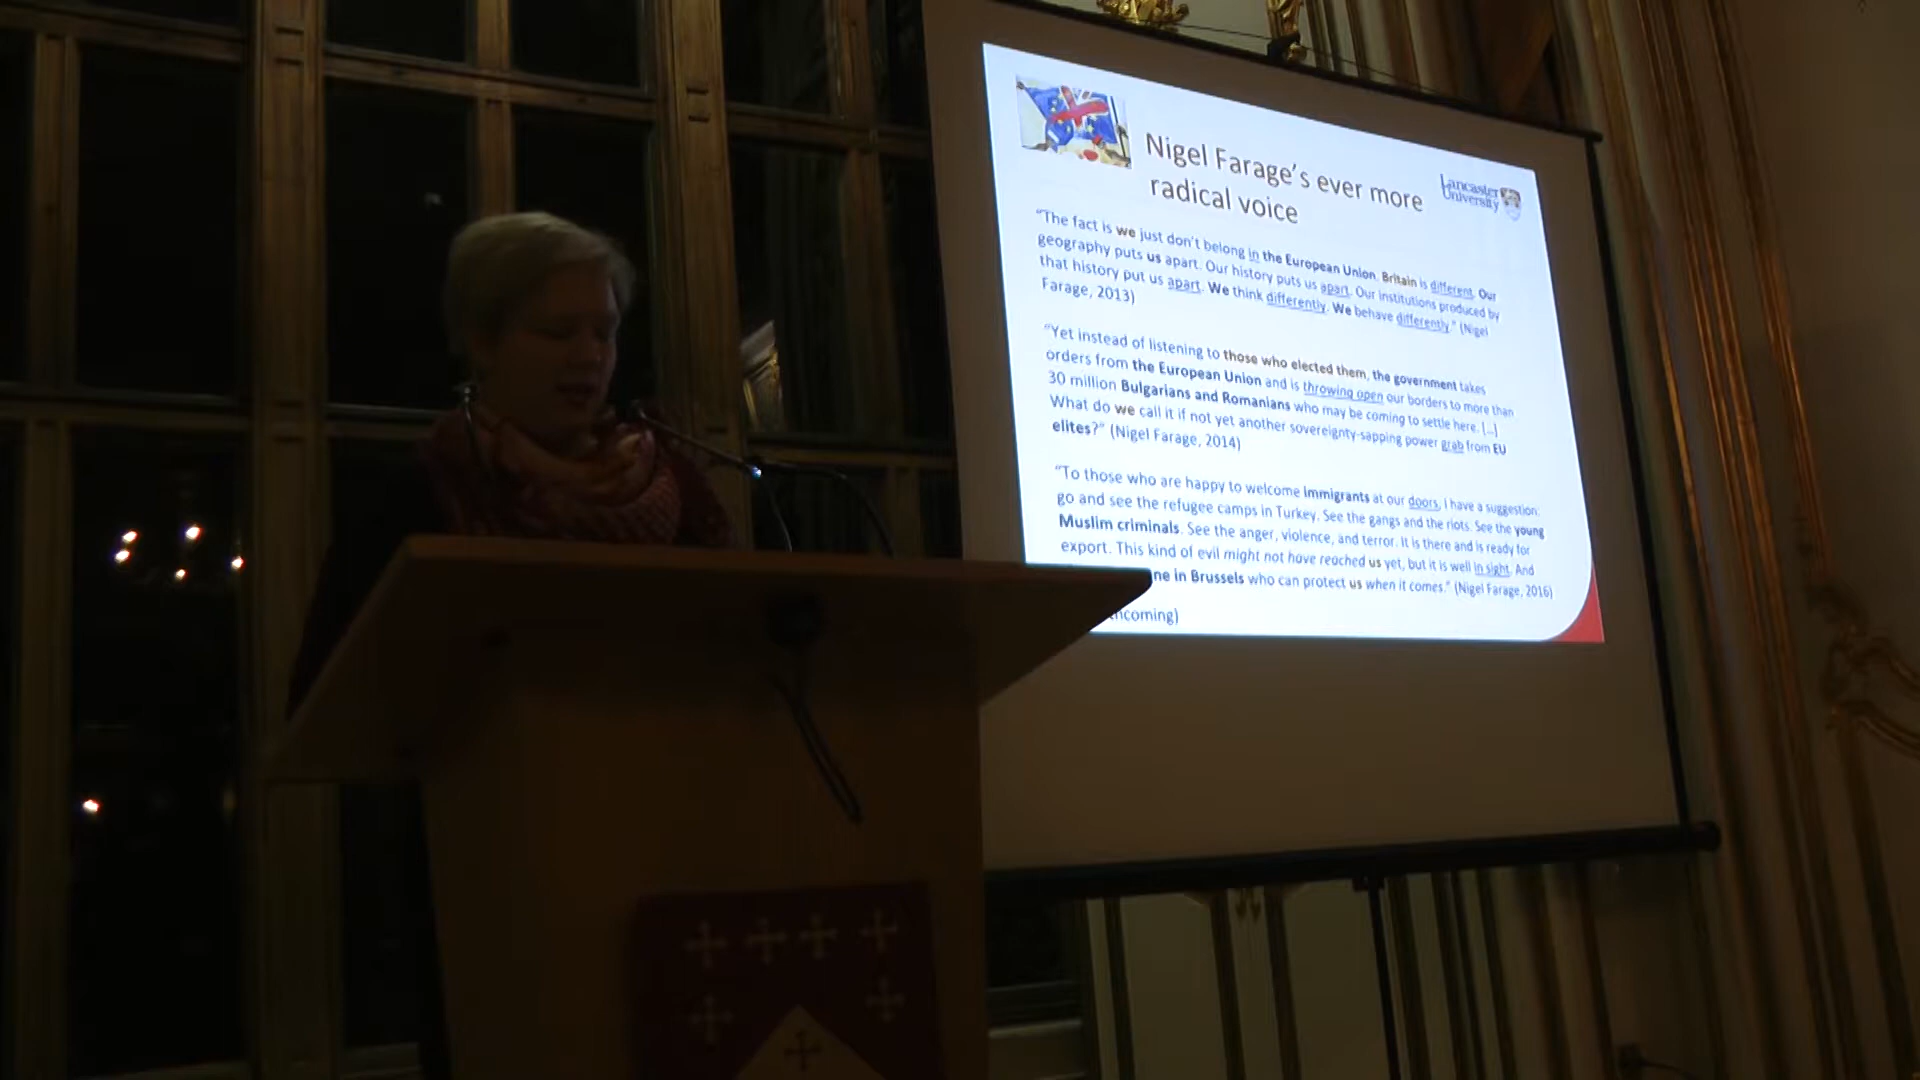 Nigel Farage's ever more
radical voice
Lancaster
University
"The fact is we just don't belong in the European Union. Britain is different. Our
geography puts us apart. Our history puts us apart. Our institutions produced by
that history put us apart. We think differently. We behave differently." (Nigel
Farage, 2013)
"Yet instead of listening to those who elected them, the government takes
orders from the European Union and is throwing open our borders to more than
30 million Bulgarians and Romanians who may be coming to settle here. [...]
What do we call it if not yet another sovereignty-sapping power grab from EU
elites?" (Nigel Farage, 2014)
"To those who are happy to welcome immigrants at our doors, I have a suggestion:
go and see the refugee camps in Turkey. See the gangs and the riots. See the young
Muslim criminals. See the anger, violence, and terror. It is there and is ready for
export. This kind of evil might not have reached us yet, but it is well in sight. And
ne in Brussels who can protect us when it comes." (Nigel Farage, 2016)
hcoming)